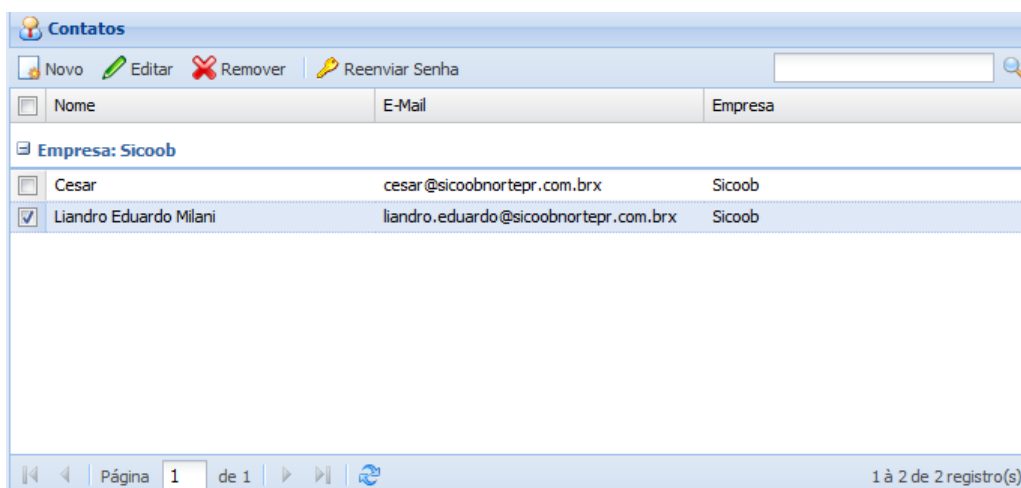 Contatos
Novo Editar Remover Reenviar Senha
Nome E-Mail Empresa
Empresa: Sicoob
Cesar cesar@sicoobnortepr.com.brx Sicoob
Liandro Eduardo Milani liandro.eduardo@sicoobnortepr.com.brx Sicoob
Página 1 de 1 1 à 2 de 2 registro(s)